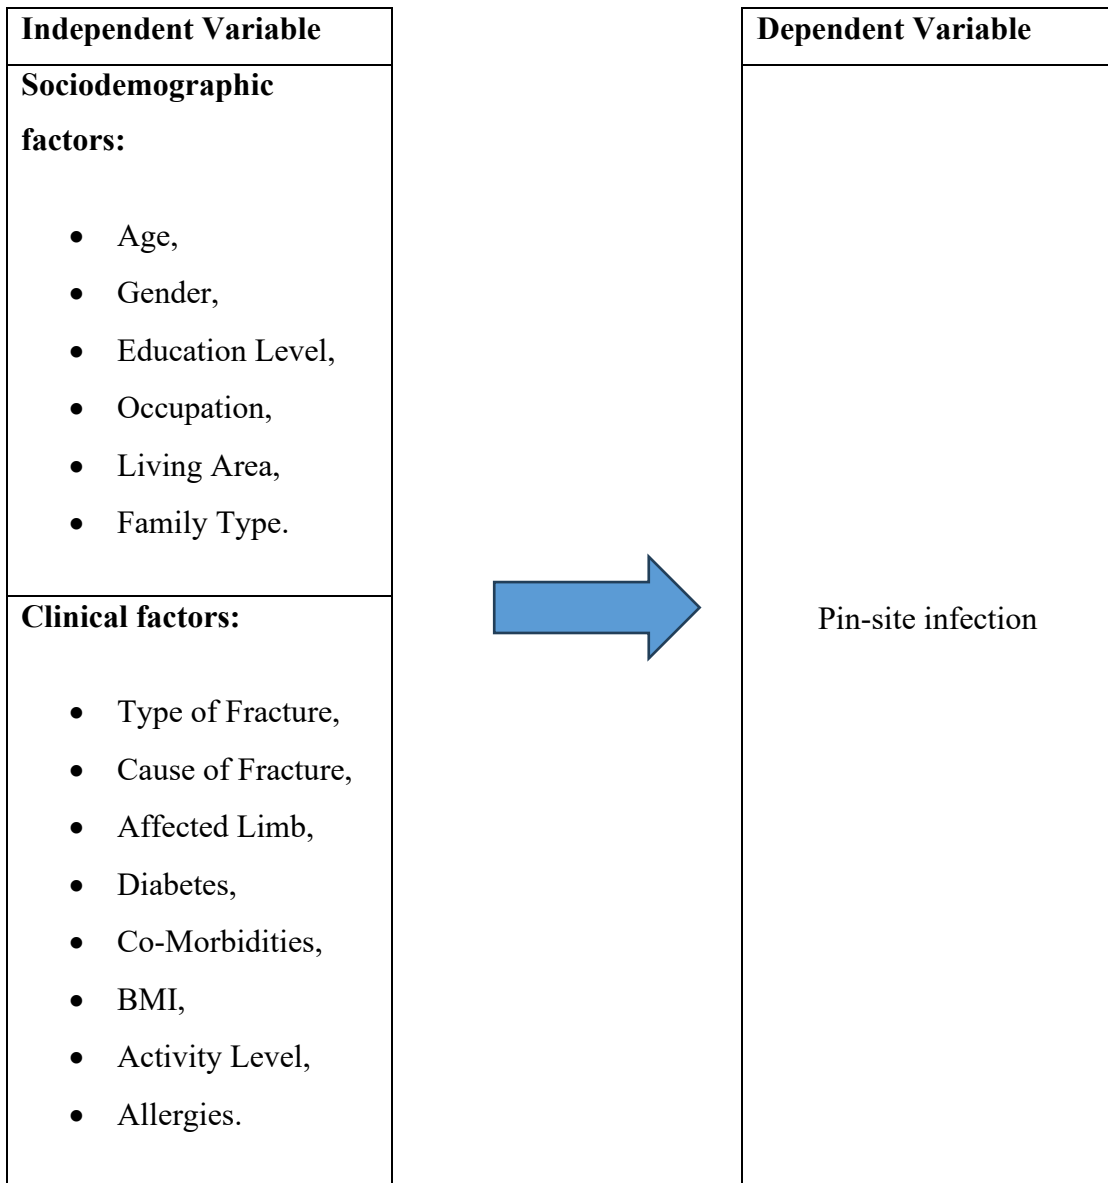 Independent Variable
Sociodemographic
factors:
• Age,
• Gender,
• Education Level,
• Occupation,
• Living Area,
• Family Type.
Clinical factors:
• Type of Fracture,
• Cause of Fracture,
• Affected Limb,
• Diabetes,
• Co-Morbidities,
• BMI,
• Activity Level,
• Allergies.
Dependent Variable
Pin-site infection